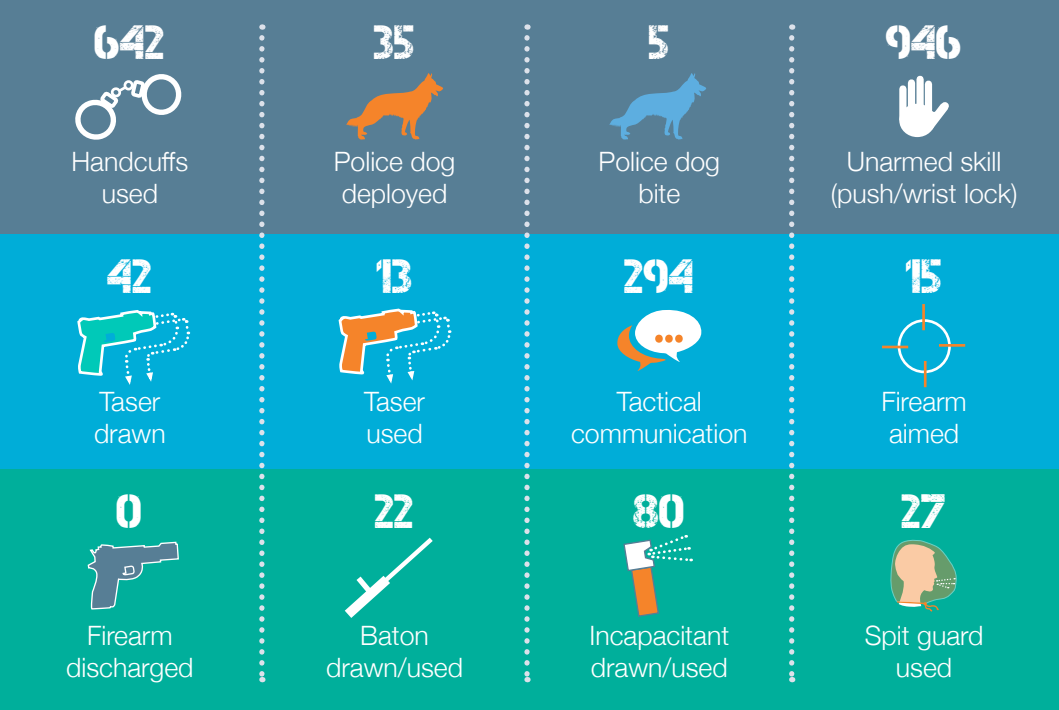 642
Handcuffs
used
35
Police dog
deployed
5
Police dog
bite
946
Unarmed skill
(push/wrist lock)
42
Taser
drawn
13
Taser
used
294
Tactical
communication
15
Firearm
aimed
0
Firearm
discharged
22
Baton
drawn/used
80
Incapacitant
drawn/used
27
Spit guard
used